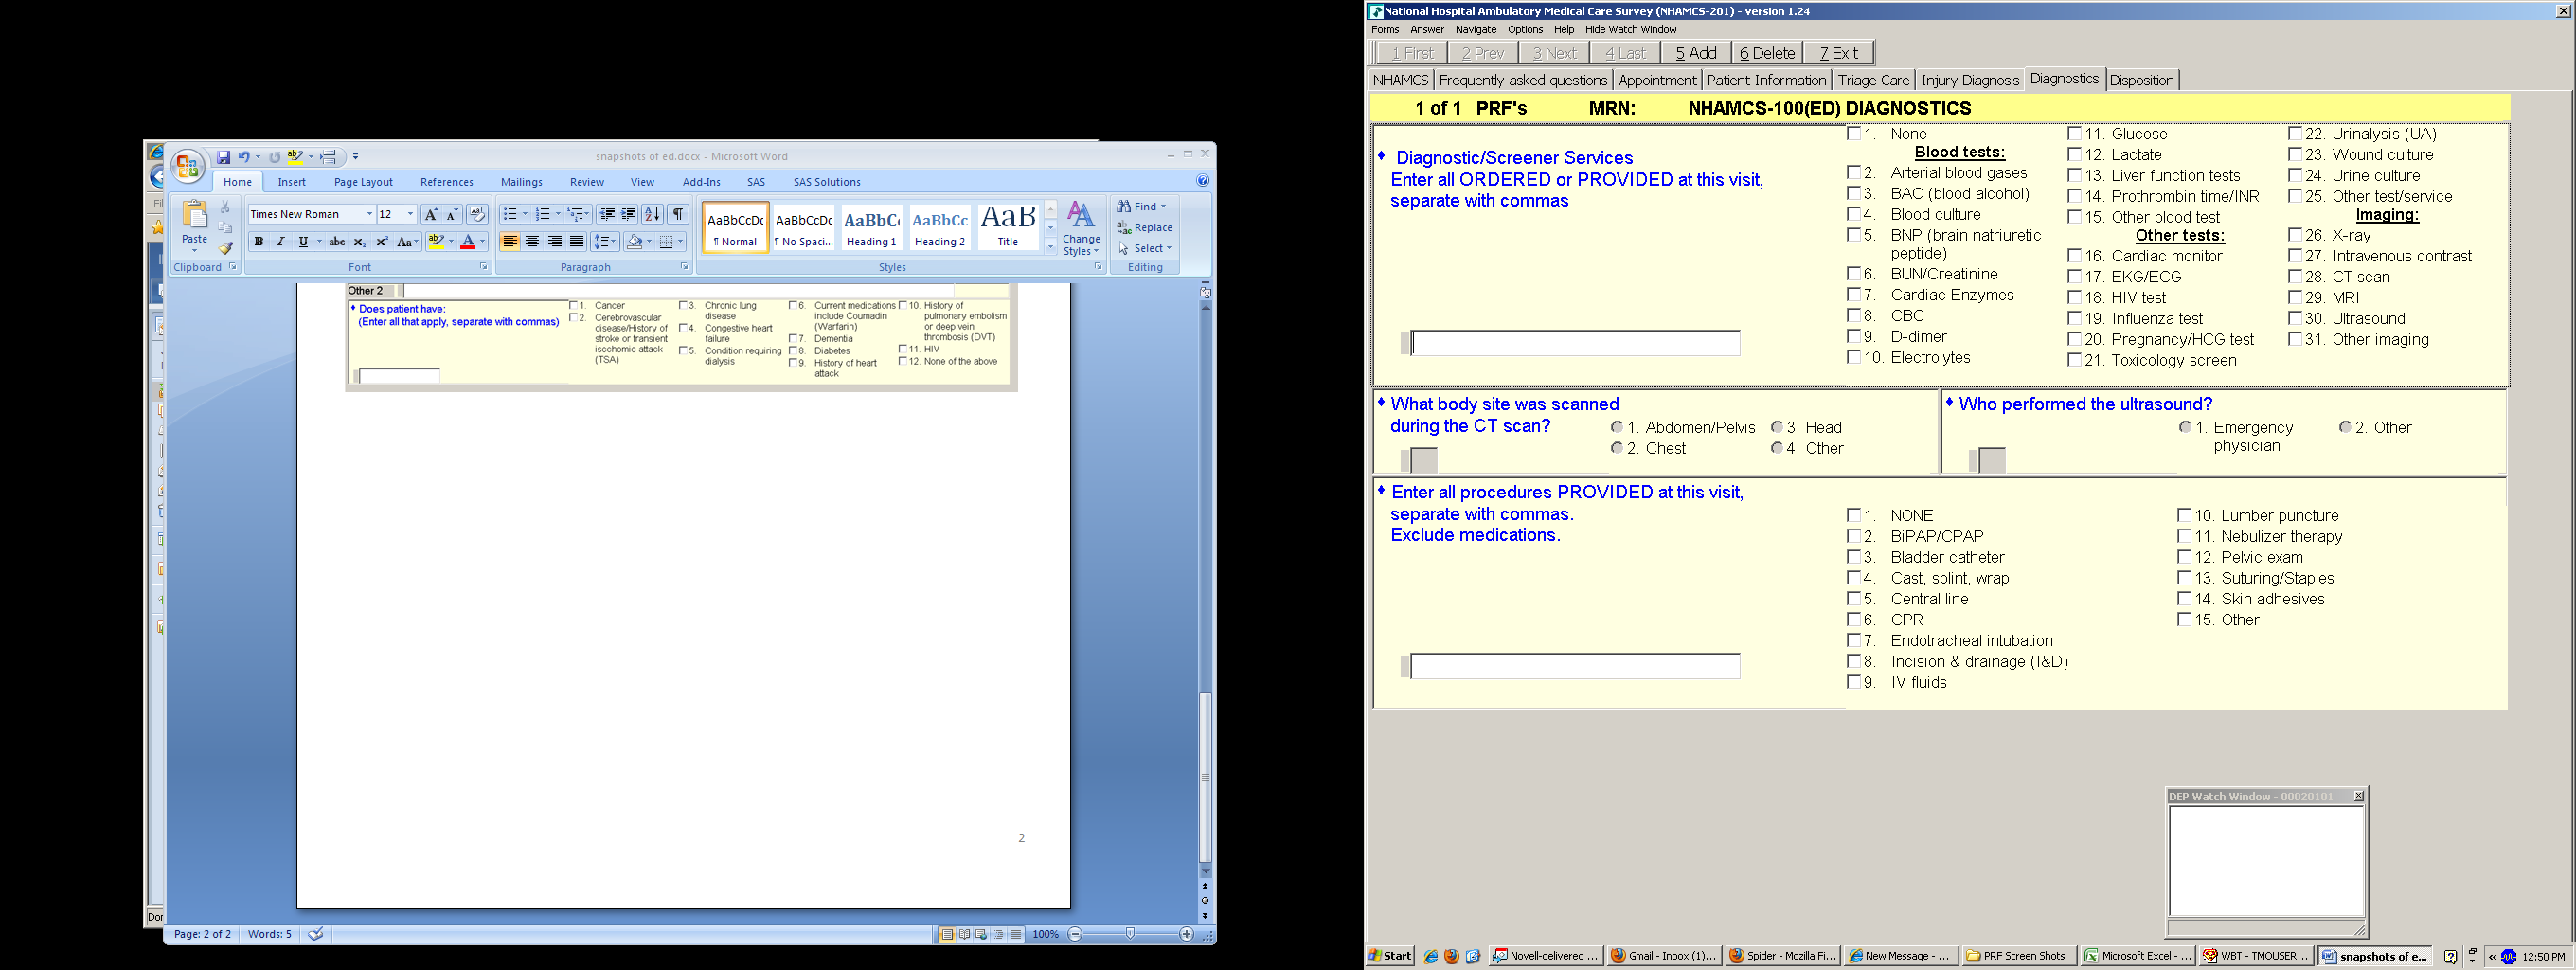 snapshots of ed.docx - Microsoft Word
Home Insert Page Layout References Mailings Review View Add-Ins SAS SAS Solutions
Paste
Clipboard
Times New Roman 12
Font
Paragraph
AaBbCcDc AaBbCcDc AaBbC AaBbCc AaB
¶ Normal ¶ No Spaci... Heading 1 Heading 2 Title
Change Styles
Styles
Find
Replace
Select
Editing
Other 2
Does patient have:
(Enter all that apply, separate with commas)
1. Cancer
2. Cerebrovascular
disease/History of
stroke or transient
iscchomic attack
(TSA)
3. Chronic lung
disease
4. Congestive heart
failure
5. Condition requiring
dialysis
6. Current medications
include Coumadin
(Warfarin)
7. Dementia
8. Diabetes
9. History of heart
attack
10. History of
pulmonary embolism
or deep vein
thrombosis (DVT)
11. HIV
12. None of the above
2
Dor
Page: 2 of 2 Words: 5 100%
National Hospital Ambulatory Medical Care Survey (NHAMCS-201) - version 1.24
Forms Answer Navigate Options Help Hide Watch Window
1 First 2 Prev 3 Next 4 Last 5 Add 6 Delete 7 Exit
NHAMCS Frequently asked questions Appointment Patient Information Triage Care Injury Diagnosis Diagnostics Disposition
1 of 1 PRF's MRN: NHAMCS-100(ED) DIAGNOSTICS
Diagnostic/Screener Services
Enter all ORDERED or PROVIDED at this visit,
separate with commas
1. None
Blood tests:
2. Arterial blood gases
3. BAC (blood alcohol)
4. Blood culture
5. BNP (brain natriuretic
peptide)
6. BUN/Creatinine
7. Cardiac Enzymes
8. CBC
9. D-dimer
10. Electrolytes
11. Glucose
12. Lactate
13. Liver function tests
14. Prothrombin time/INR
15. Other blood test
Other tests:
16. Cardiac monitor
17. EKG/ECG
18. HIV test
19. Influenza test
20. Pregnancy/HCG test
21. Toxicology screen
22. Urinalysis (UA)
23. Wound culture
24. Urine culture
25. Other test/service
Imaging:
26. X-ray
27. Intravenous contrast
28. CT scan
29. MRI
30. Ultrasound
31. Other imaging
What body site was scanned
during the CT scan?
1. Abdomen/Pelvis
2. Chest
3. Head
4. Other
Who performed the ultrasound?
1. Emergency
physician
2. Other
Enter all procedures PROVIDED at this visit,
separate with commas.
Exclude medications.
1. NONE
2. BiPAP/CPAP
3. Bladder catheter
4. Cast, splint, wrap
5. Central line
6. CPR
7. Endotracheal intubation
8. Incision & drainage (I&D)
9. IV fluids
10. Lumber puncture
11. Nebulizer therapy
12. Pelvic exam
13. Suturing/Staples
14. Skin adhesives
15. Other
DEP Watch Window - 00020101
Start Novell-delivered ... Gmail - Inbox (1)... Spider - Mozilla Fi... New Message - ... PRF Screen Shots Microsoft Excel - ... WBT - TMOUSER... snapshots of e... 12:50 PM